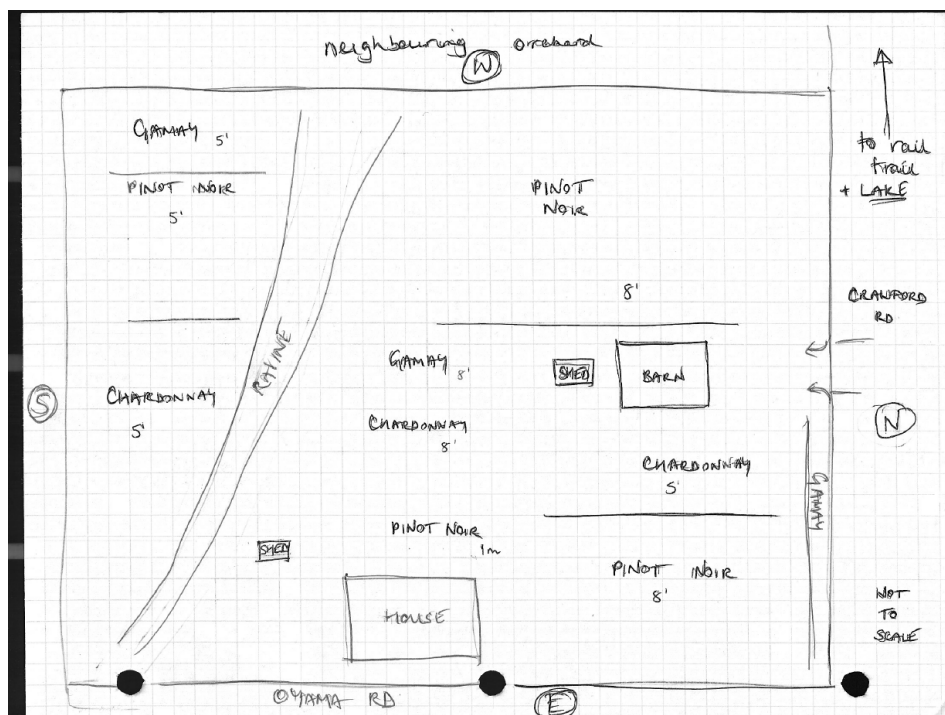 neighbouring orchard
W
GAMAY 5'
PINOT NOIR
5'
PINOT
NOIR
8'
to rail
trail
+ LAKE
CRAWFORD
RD
RAVINE
GAMAY 8'
SHED
BARN
S
CHARDONNAY
5'
CHARDONNAY
8'
N
CHARDONNAY
5'
GAMAY
PINOT NOIR
1m
SHED
PINOT NOIR
8'
HOUSE
NOT
TO
SCALE
OYAMA RD
E